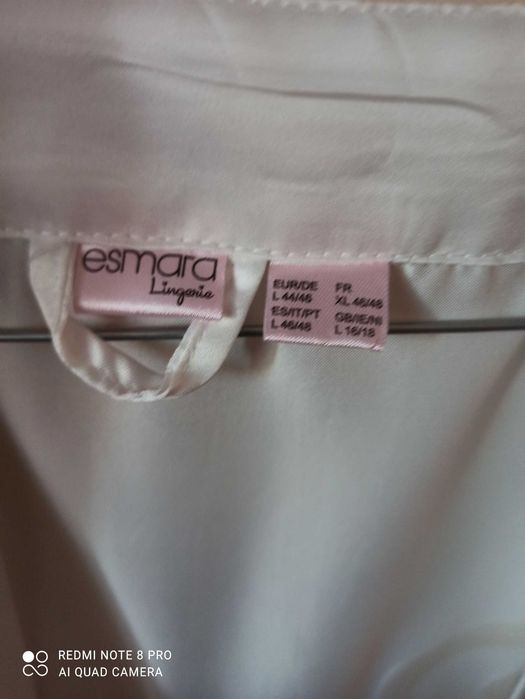 esmara
Lingerie
EUR/DE
L 44/46
FR
XL 46/48
ES/IT/PT
L 46/48
GB/IE/NI
L 16/18
REDMI NOTE 8 PRO
AI QUAD CAMERA